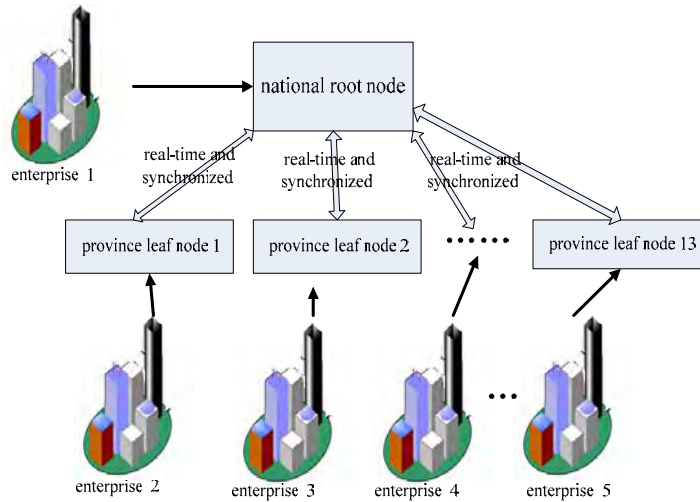 national root node
enterprise 1
real-time and synchronized
real-time and synchronized
real-time and synchronized
province leaf node 1
province leaf node 2
......
province leaf node 13
...
enterprise 2
enterprise 3
enterprise 4
enterprise 5